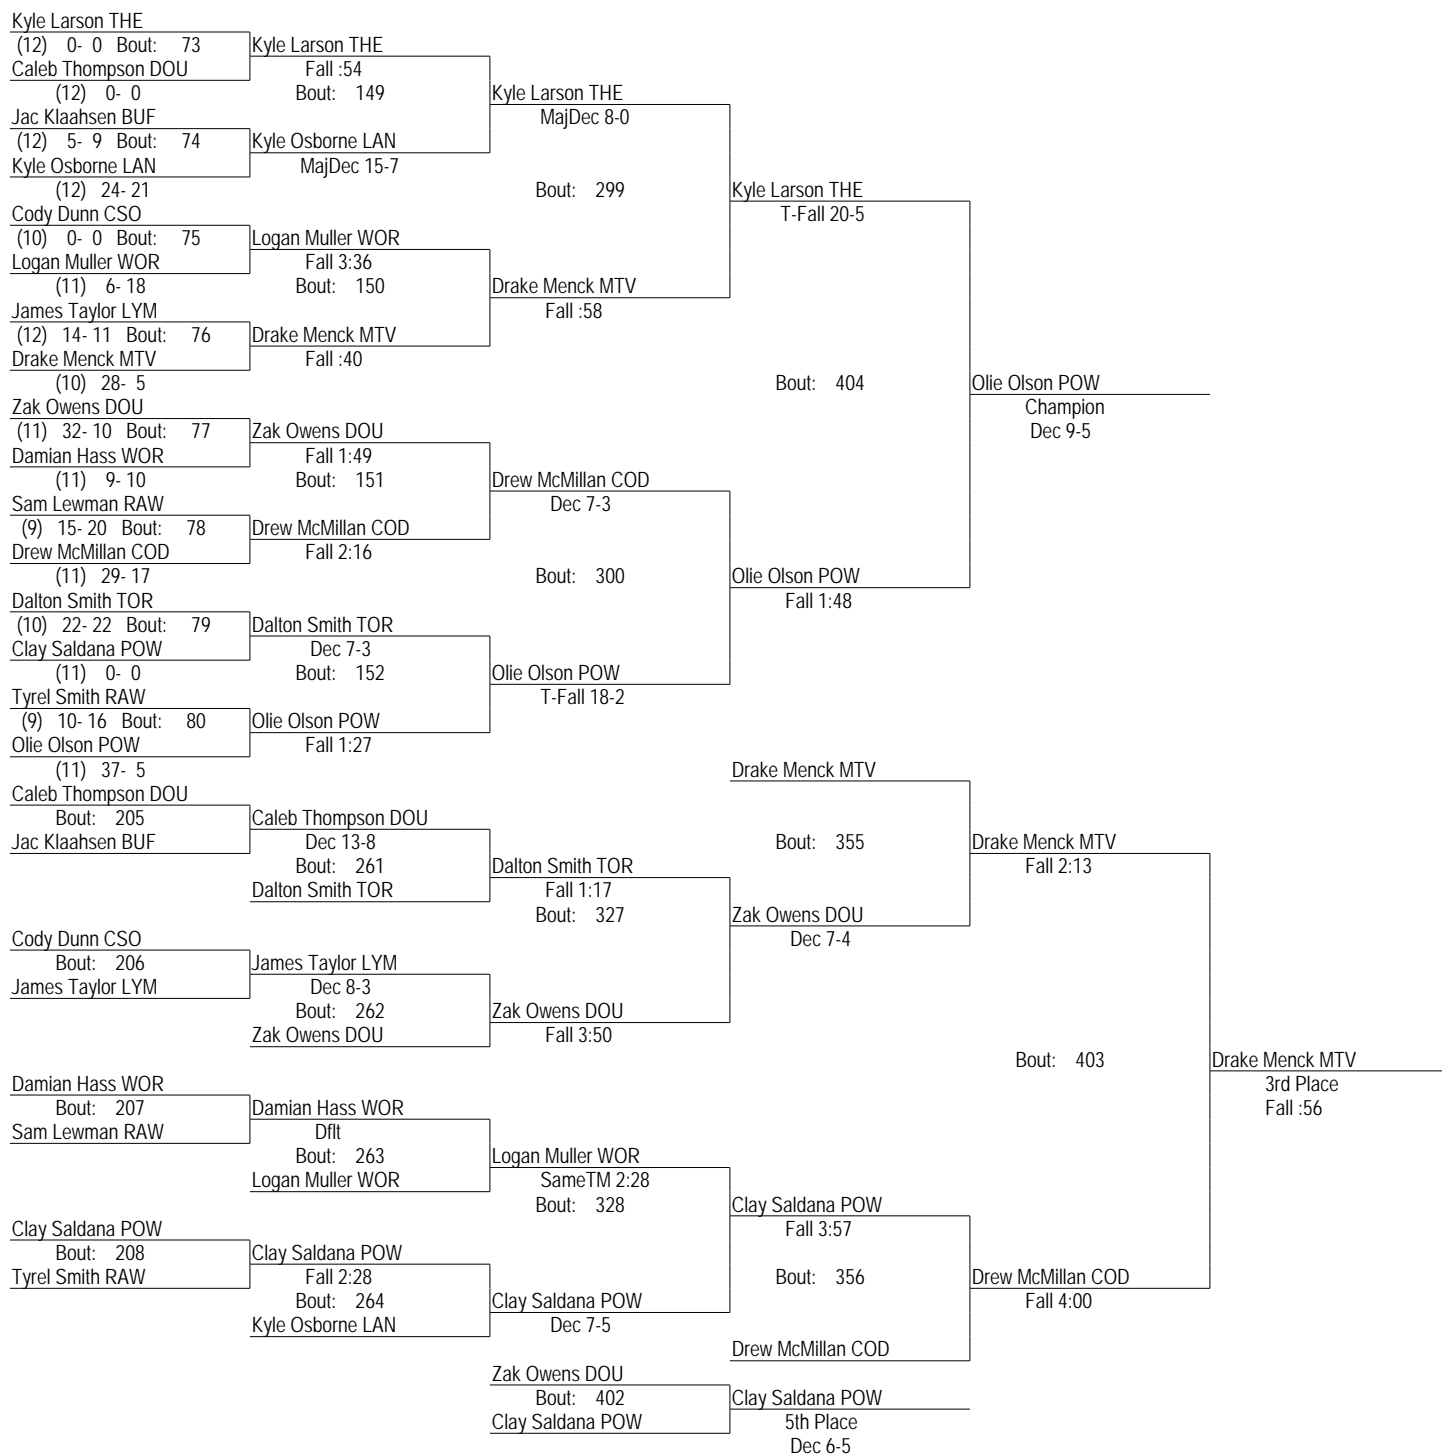 Kyle Larson THE
(12) 0- 0 Bout: 73
Caleb Thompson DOU
(12) 0- 0
Jac Klaahsen BUF
(12) 5- 9 Bout: 74
Kyle Osborne LAN
(12) 24- 21
Cody Dunn CSO
(10) 0- 0 Bout: 75
Logan Muller WOR
(11) 6- 18
James Taylor LYM
(12) 14- 11 Bout: 76
Drake Menck MTV
(10) 28- 5
Zak Owens DOU
(11) 32- 10 Bout: 77
Damian Hass WOR
(11) 9- 10
Sam Lewman RAW
(9) 15- 20 Bout: 78
Drew McMillan COD
(11) 29- 17
Dalton Smith TOR
(10) 22- 22 Bout: 79
Clay Saldana POW
(11) 0- 0
Tyrel Smith RAW
(9) 10- 16 Bout: 80
Olie Olson POW
(11) 37- 5
Kyle Larson THE
Fall :54
Bout: 149
Kyle Osborne LAN
MajDec 15-7
Logan Muller WOR
Fall 3:36
Bout: 150
Drake Menck MTV
Fall :40
Zak Owens DOU
Fall 1:49
Bout: 151
Drew McMillan COD
Fall 2:16
Dalton Smith TOR
Dec 7-3
Bout: 152
Olie Olson POW
Fall 1:27
Kyle Larson THE
MajDec 8-0
Bout: 299
Drake Menck MTV
Fall :58
Drew McMillan COD
Dec 7-3
Bout: 300
Olie Olson POW
T-Fall 18-2
Kyle Larson THE
T-Fall 20-5
Bout: 404
Olie Olson POW
Fall 1:48
Olie Olson POW
Champion
Dec 9-5
Caleb Thompson DOU
Bout: 205
Jac Klaahsen BUF
Cody Dunn CSO
Bout: 206
James Taylor LYM
Damian Hass WOR
Bout: 207
Sam Lewman RAW
Clay Saldana POW
Bout: 208
Tyrel Smith RAW
Caleb Thompson DOU
Dec 13-8
Bout: 261
Dalton Smith TOR
James Taylor LYM
Dec 8-3
Bout: 262
Zak Owens DOU
Damian Hass WOR
Dflt
Bout: 263
Logan Muller WOR
Clay Saldana POW
Fall 2:28
Bout: 264
Kyle Osborne LAN
Dalton Smith TOR
Fall 1:17
Bout: 327
Zak Owens DOU
Fall 3:50
Logan Muller WOR
SameTM 2:28
Bout: 328
Clay Saldana POW
Dec 7-5
Drake Menck MTV
Bout: 355
Zak Owens DOU
Dec 7-4
Clay Saldana POW
Fall 3:57
Bout: 356
Drew McMillan COD
Drake Menck MTV
Fall 2:13
Bout: 403
Drew McMillan COD
Fall 4:00
Drake Menck MTV
3rd Place
Fall :56
Zak Owens DOU
Bout: 402
Clay Saldana POW
Clay Saldana POW
5th Place
Dec 6-5